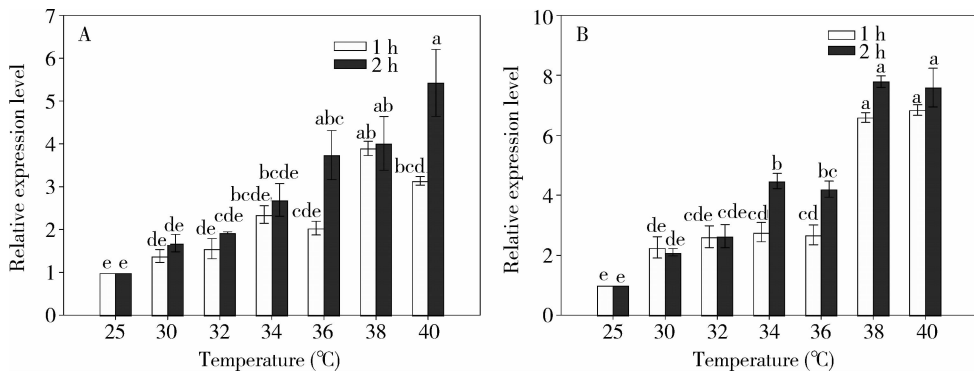 A
1 h
2 h
Relative expression level
7
6
5
4
3
2
1
0
e e
de de
de cde
bcde bcde
cde abc
ab ab
bcd a
25 30 32 34 36 38 40
Temperature (℃)
B
1 h
2 h
Relative expression level
10
8
6
4
2
0
e e
de de
cde cde
cd b
cd bc
a a
a a
25 30 32 34 36 38 40
Temperature (℃)